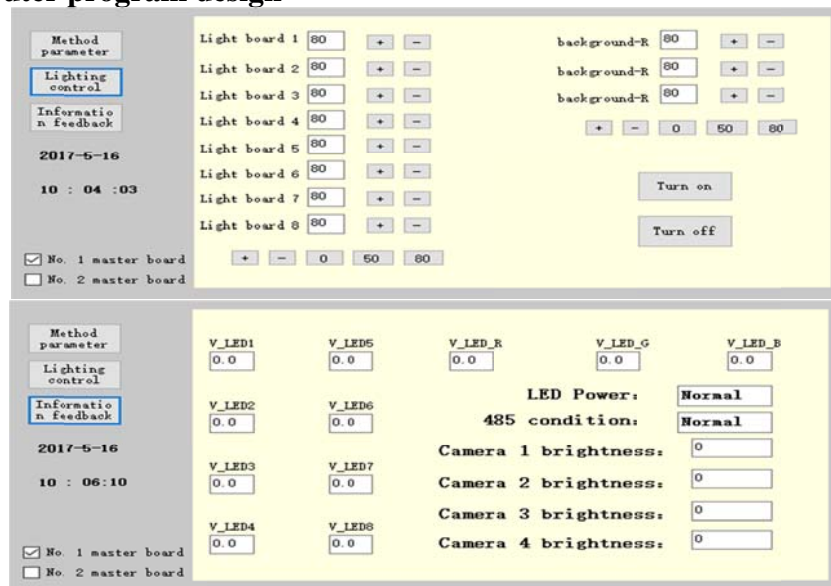 uter program design
Method
parameter
Lighting
control
Informatio
n feedback
2017-5-16
10 : 04 :03
No. 1 master board
No. 2 master board
Light board 1 80 + -
Light board 2 80 + -
Light board 3 80 + -
Light board 4 80 + -
Light board 5 80 + -
Light board 6 80 + -
Light board 7 80 + -
Light board 8 80 + -
+ - 0 50 80
background-R 80 + -
background-R 80 + -
background-R 80 + -
+ - 0 50 80
Turn on
Turn off
Method
parameter
Lighting
control
Informatio
n feedback
2017-5-16
10 : 06:10
No. 1 master board
No. 2 master board
V_LED1 V_LED5 V_LED_R V_LED_G V_LED_B
0.0 0.0 0.0 0.0 0.0
V_LED2 V_LED6
0.0 0.0
V_LED3 V_LED7
0.0 0.0
V_LED4 V_LED8
0.0 0.0
LED Power: Normal
485 condition: Normal
Camera 1 brightness: 0
Camera 2 brightness: 0
Camera 3 brightness: 0
Camera 4 brightness: 0